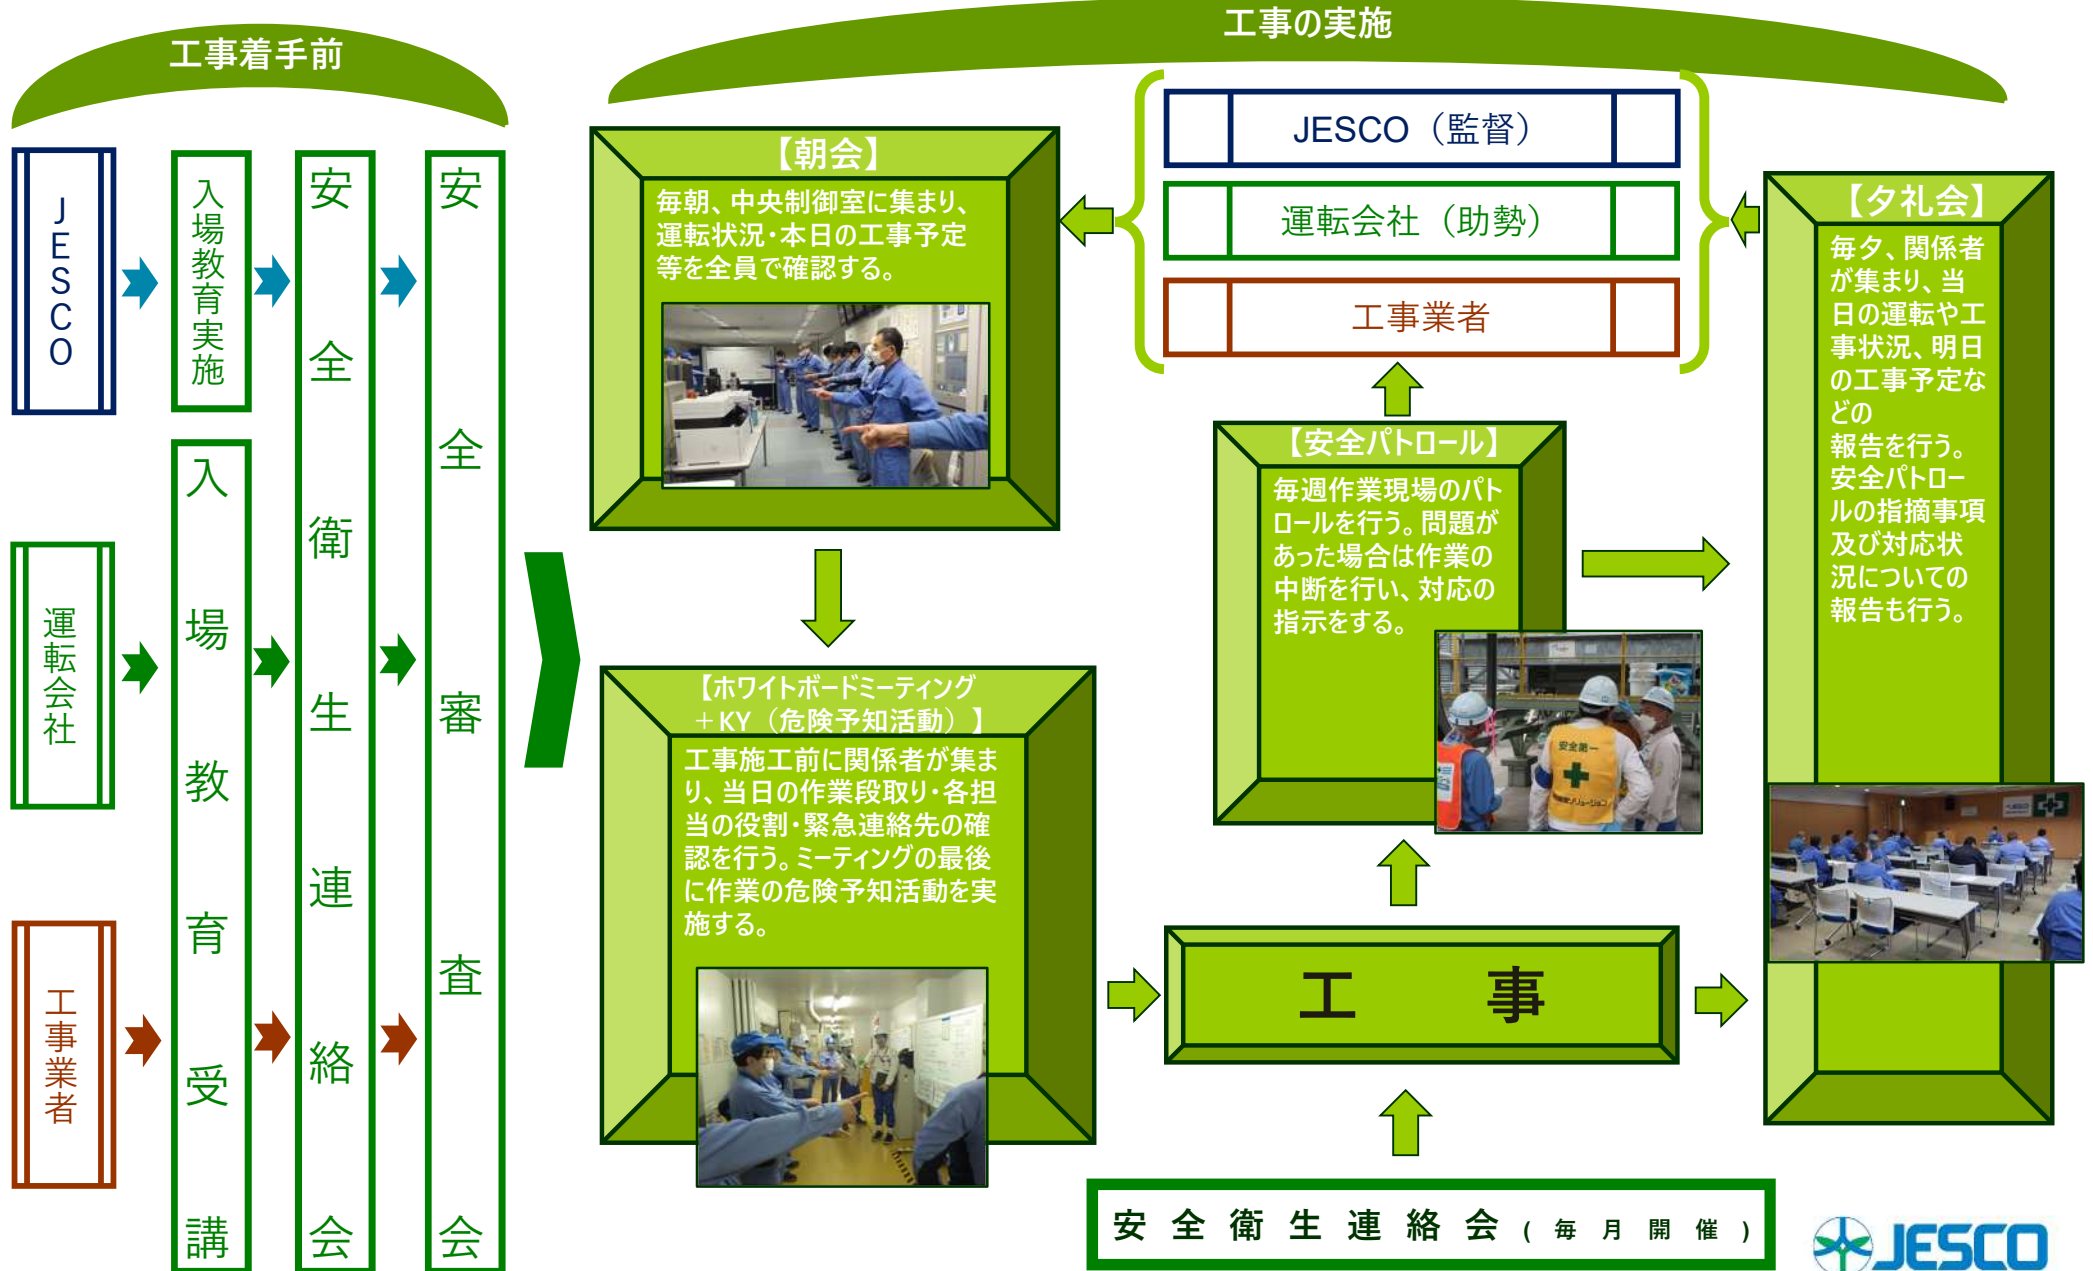 工事着手前
工事の実施
JESCO
運転会社
工事業者
入場教育実施
入場教育受講
安全衛生連絡会
安全審査会
【朝会】
毎朝、中央制御室に集まり、
運転状況・本日の工事予定
等を全員で確認する。
【ホワイトボードミーティング
＋KY（危険予知活動）】
工事施工前に関係者が集ま
り、当日の作業段取り・各担
当の役割・緊急連絡先の確
認を行う。ミーティングの最後
に作業の危険予知活動を実
施する。
JESCO（監督）
運転会社（助勢）
工事業者
【安全パトロール】
毎週作業現場のパト
ロールを行う。問題が
あった場合は作業の
中断を行い、対応の
指示をする。
安全第一
工事
安全衛生連絡会(毎月開催)
【夕礼会】
毎夕、関係者
が集まり、当
日の運転や工
事状況、明日
の工事予定な
どの
報告を行う。
安全パトロー
ルの指摘事項
及び対応状
況についての
報告も行う。
JESCO
JESCO